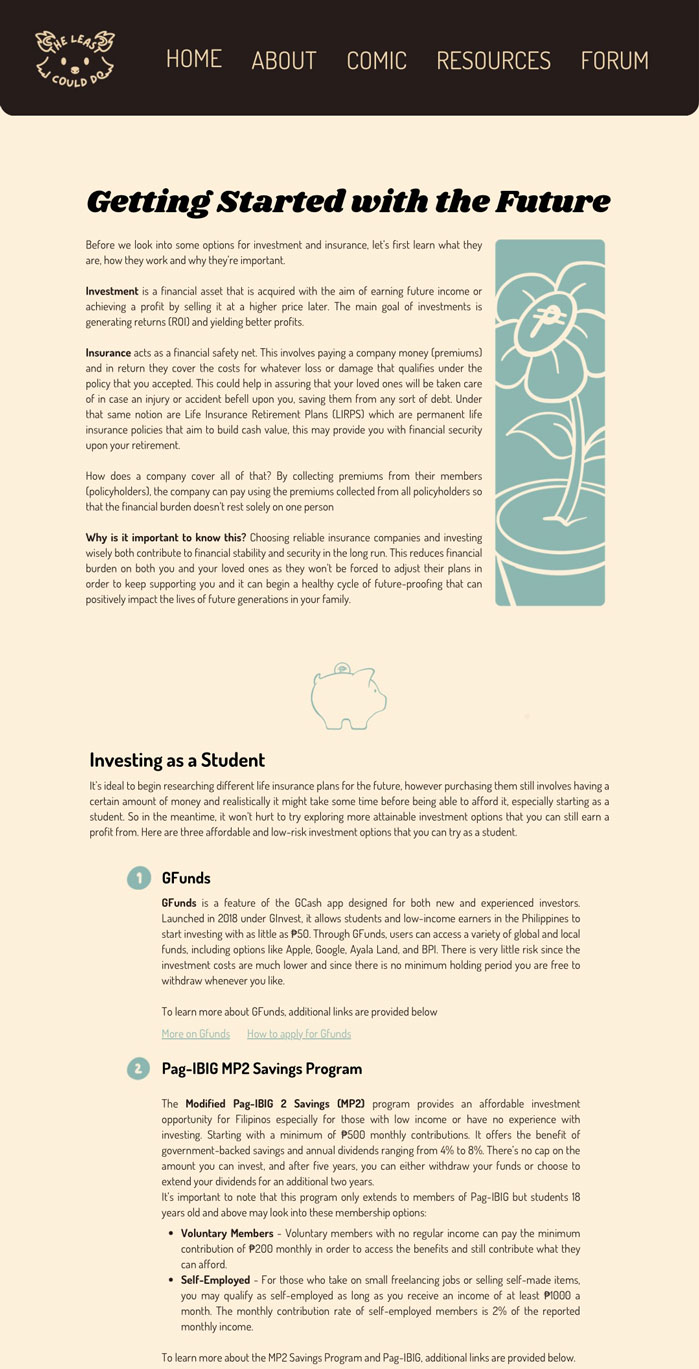 THE LEAST
I COULD DO
HOME ABOUT COMIC RESOURCES FORUM
Getting Started with the Future
Before we look into some options for investment and insurance, let's first learn what they
are, how they work and why they're important.
Investment is a financial asset that is acquired with the aim of earning future income or
achieving a profit by selling it at a higher price later. The main goal of investments is
generating returns (ROI) and yielding better profits.
Insurance acts as a financial safety net. This involves paying a company money (premiums)
and in return they cover the costs for whatever loss or damage that qualifies under the
policy that you accepted. This could help in assuring that your loved ones will be taken care
of in case an injury or accident befell upon you, saving them from any sort of debt. Under
that same notion are Life Insurance Retirement Plans (LIRPS) which are permanent life
insurance policies that aim to build cash value, this may provide you with financial security
upon your retirement.
How does a company cover all of that? By collecting premiums from their members
(policyholders), the company can pay using the premiums collected from all policyholders so
that the financial burden doesn't rest solely on one person
Why is it important to know this? Choosing reliable insurance companies and investing
wisely both contribute to financial stability and security in the long run. This reduces financial
burden on both you and your loved ones as they won't be forced to adjust their plans in
order to keep supporting you and it can begin a healthy cycle of future-proofing that can
positively impact the lives of future generations in your family.
Investing as a Student
It's ideal to begin researching different life insurance plans for the future, however purchasing them still involves having a
certain amount of money and realistically it might take some time before being able to afford it, especially starting as a
student. So in the meantime, it won't hurt to try exploring more attainable investment options that you can still earn a
profit from. Here are three affordable and low-risk investment options that you can try as a student.
1 GFunds
GFunds is a feature of the GCash app designed for both new and experienced investors.
Launched in 2018 under GInvest, it allows students and low-income earners in the Philippines to
start investing with as little as ₱50. Through GFunds, users can access a variety of global and local
funds, including options like Apple, Google, Ayala Land, and BPI. There is very little risk since the
investment costs are much lower and since there is no minimum holding period you are free to
withdraw whenever you like.
To learn more about GFunds, additional links are provided below
More on Gfunds How to apply for Gfunds
2 Pag-IBIG MP2 Savings Program
The Modified Pag-IBIG 2 Savings (MP2) program provides an affordable investment
opportunity for Filipinos especially for those with low income or have no experience with
investing. Starting with a minimum of ₱500 monthly contributions. It offers the benefit of
government-backed savings and annual dividends ranging from 4% to 8%. There's no cap on the
amount you can invest, and after five years, you can either withdraw your funds or choose to
extend your dividends for an additional two years.
It's important to note that this program only extends to members of Pag-IBIG but students 18
years old and above may look into these membership options:
• Voluntary Members - Voluntary members with no regular income can pay the minimum
contribution of ₱200 monthly in order to access the benefits and still contribute what they
can afford.
• Self-Employed - For those who take on small freelancing jobs or selling self-made items,
you may qualify as self-employed as long as you receive an income of at least ₱1000 a
month. The monthly contribution rate of self-employed members is 2% of the reported
monthly income.
To learn more about the MP2 Savings Program and Pag-IBIG, additional links are provided below.